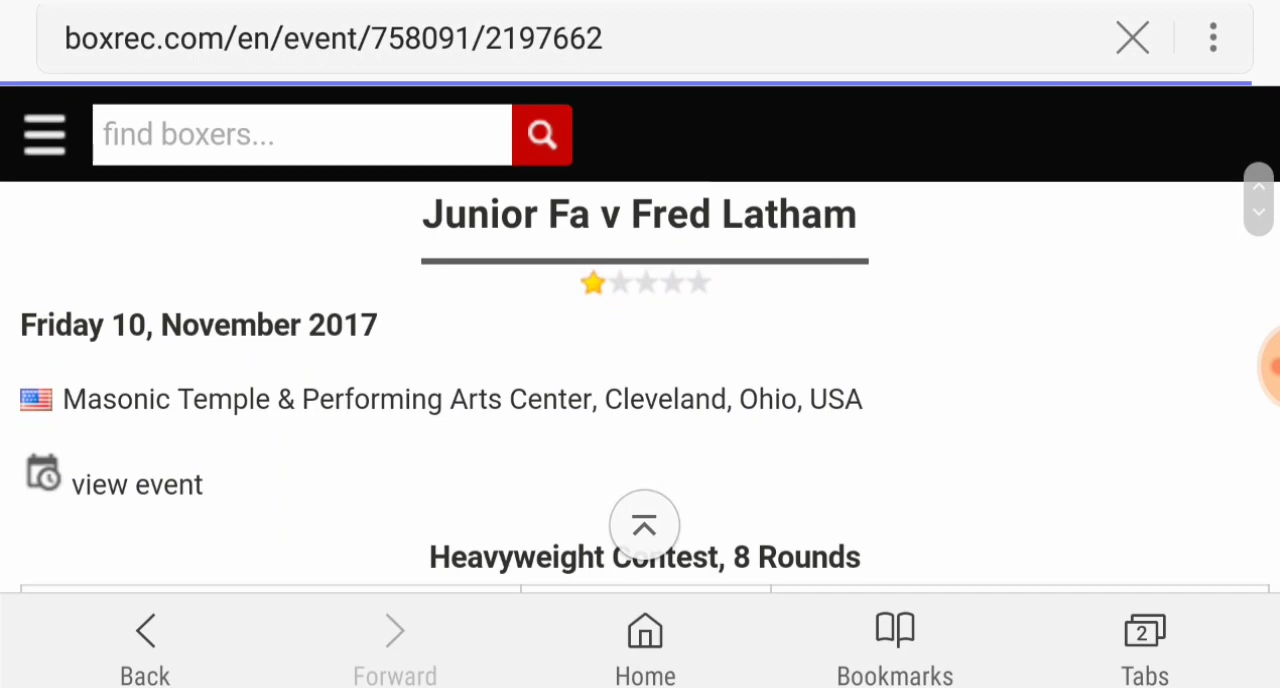 boxrec.com/en/event/758091/2197662
find boxers...
Junior Fa v Fred Latham
Friday 10, November 2017
Masonic Temple & Performing Arts Center, Cleveland, Ohio, USA
view event
Heavyweight Contest, 8 Rounds
2
Back Forward Home Bookmarks Tabs